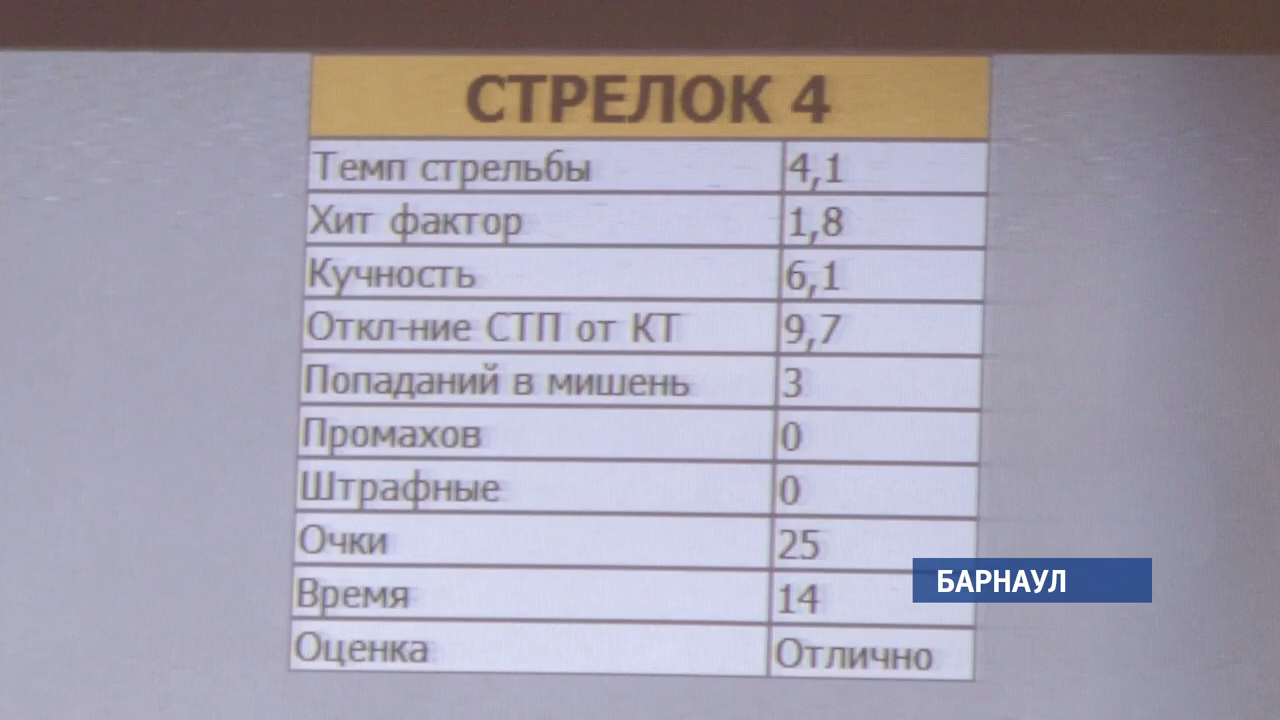 СТРЕЛОК 4
Темп стрельбы 4,1
Хит фактор 1,8
Кучность 6,1
Откл-ние СТП от КТ 9,7
Попаданий в мишень 3
Промахов 0
Штрафные 0
Очки 25
Время 14
Оценка Отлично
БАРНАУЛ